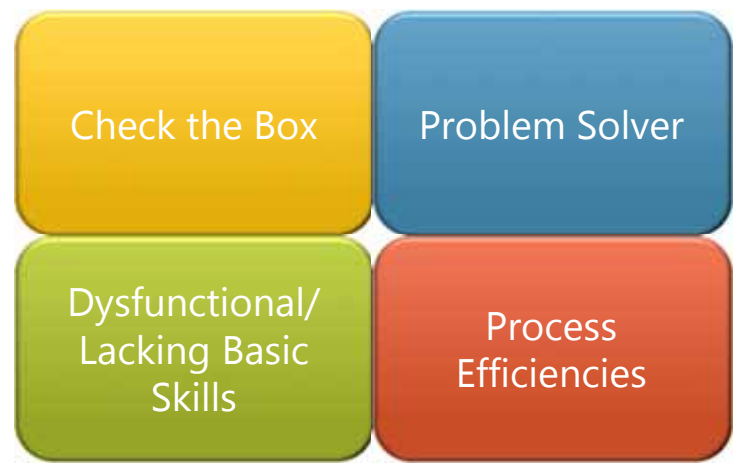 Check the Box
Problem Solver
Dysfunctional/
Lacking Basic
Skills
Process
Efficiencies